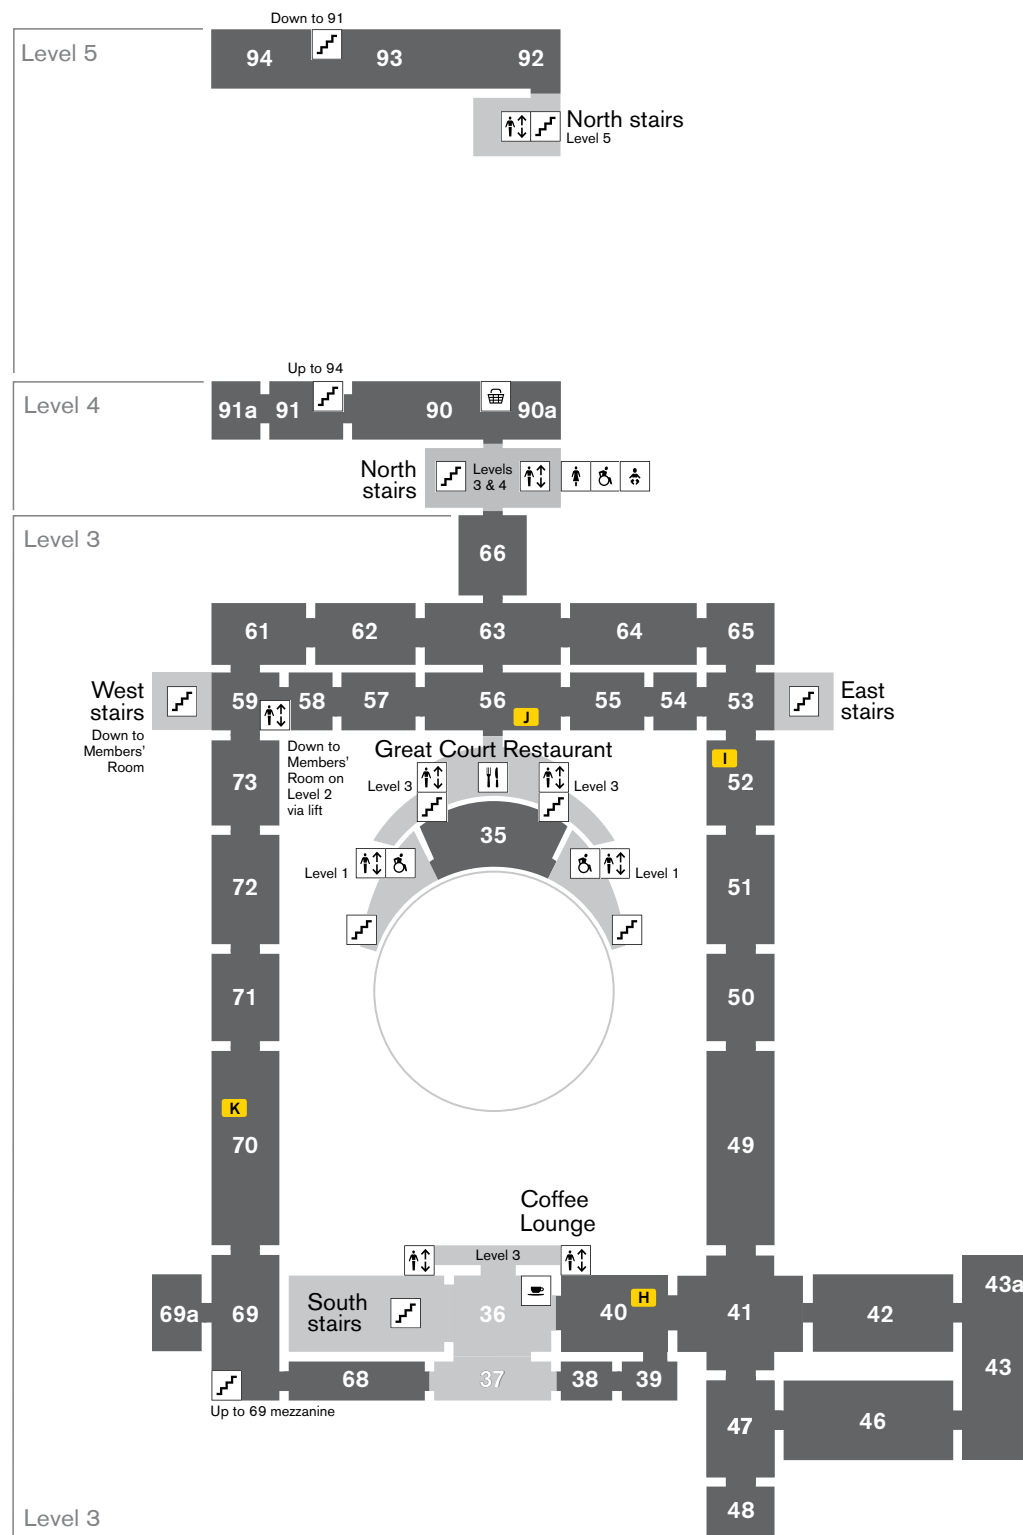 Down to 91
Level 5
94
93
92
North stairs
Level 5
Up to 94
Level 4
91a
91
90
90a
North
stairs
Levels
3 & 4
Level 3
66
61
62
63
64
65
West
stairs
Down to
Members'
Room
59
58
57
56
J
55
54
53
East
stairs
Down to
Members'
Room on
Level 2
via lift
Great Court Restaurant
Level 3
Level 3
I
73
52
35
Level 1
Level 1
72
51
71
50
K
70
49
Coffee
Lounge
Level 3
69a
69
South
stairs
36
40
H
41
42
43a
43
68
37
38
39
Up to 69 mezzanine
47
46
48
Level 3